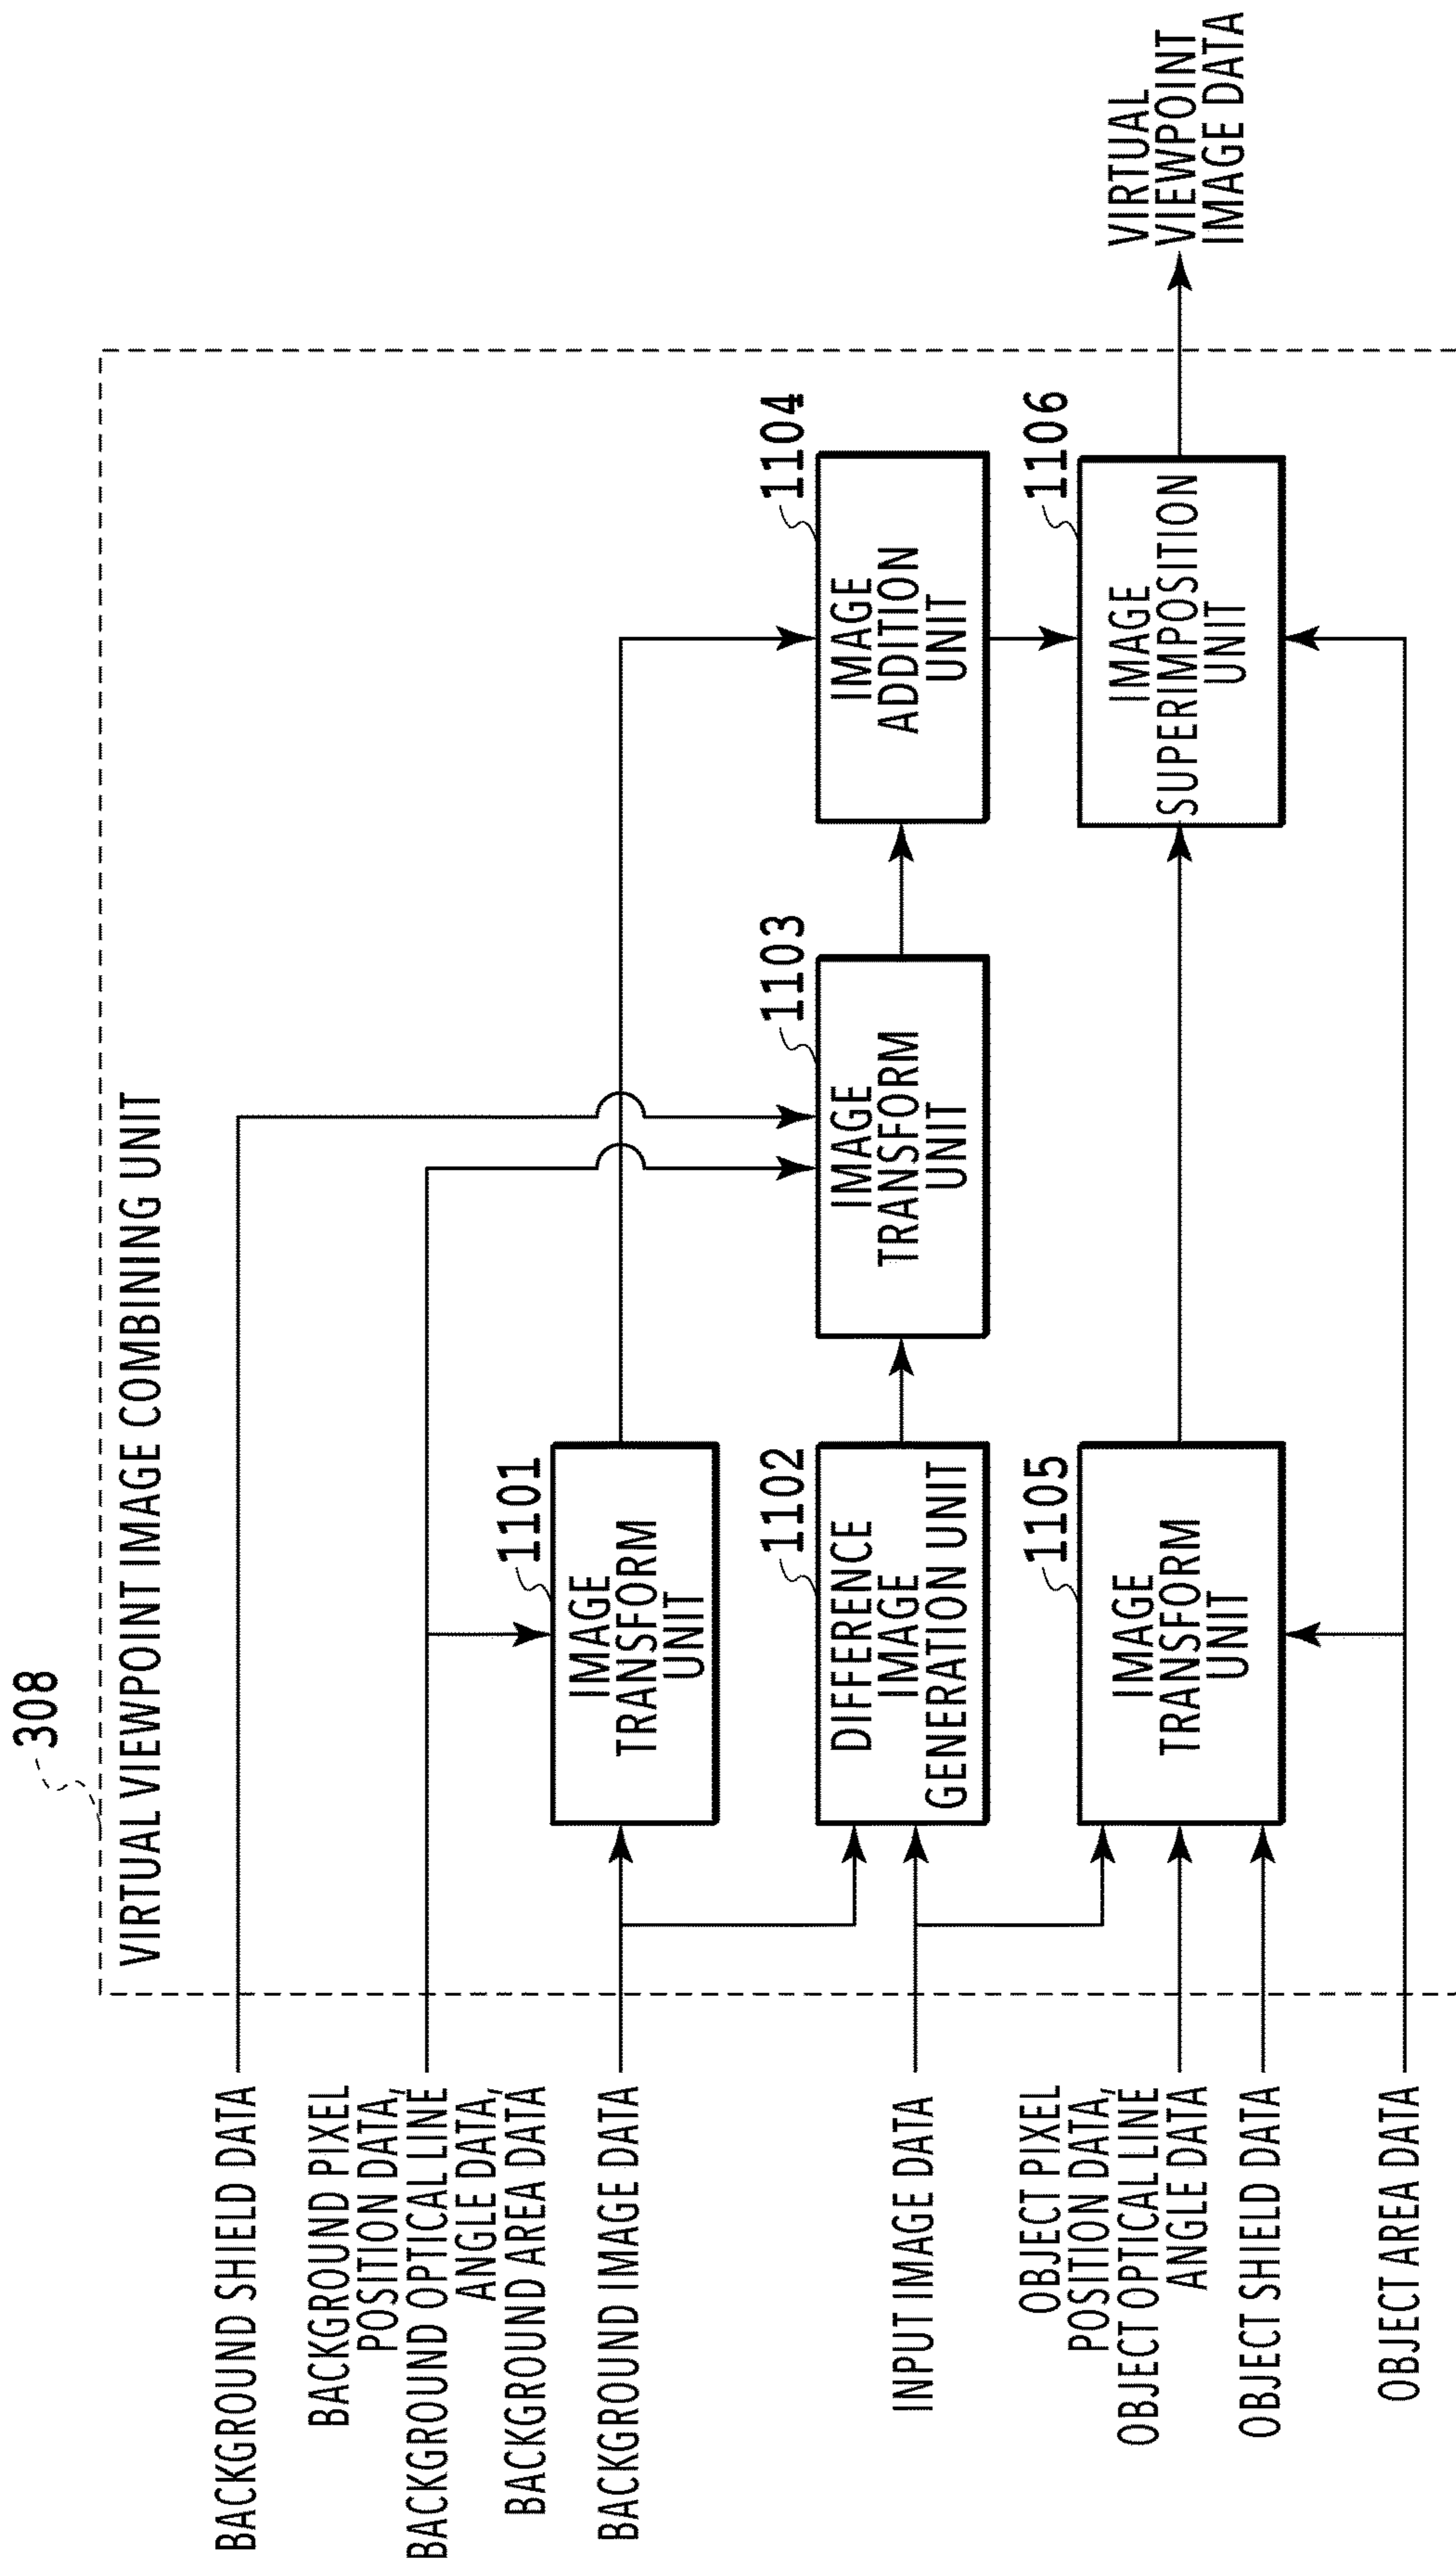 308
VIRTUAL VIEWPOINT IMAGE COMBINING UNIT
BACKGROUND SHIELD DATA
BACKGROUND PIXEL
POSITION DATA,
BACKGROUND OPTICAL LINE
ANGLE DATA,
BACKGROUND AREA DATA
BACKGROUND IMAGE DATA
INPUT IMAGE DATA
OBJECT PIXEL
POSITION DATA,
OBJECT OPTICAL LINE
ANGLE DATA
OBJECT SHIELD DATA
OBJECT AREA DATA
1101
IMAGE
TRANSFORM
UNIT
1102
DIFFERENCE
IMAGE
GENERATION UNIT
1105
IMAGE
TRANSFORM
UNIT
1103
IMAGE
TRANSFORM
UNIT
1104
IMAGE
ADDITION
UNIT
1106
IMAGE
SUPERIMPOSITION
UNIT
VIRTUAL
VIEWPOINT
IMAGE DATA